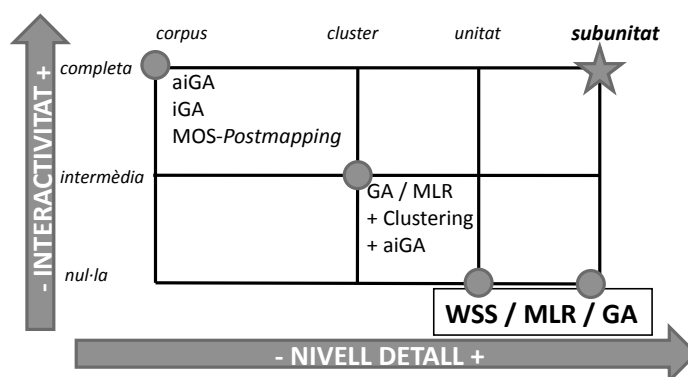 corpus
cluster
unitat
subunitat
completa
aiGA
iGA
MOS-Postmapping
intermèdia
GA / MLR
+ Clustering
+ aiGA
nul·la
WSS / MLR / GA
- INTERACTIVITAT +
- NIVELL DETALL +